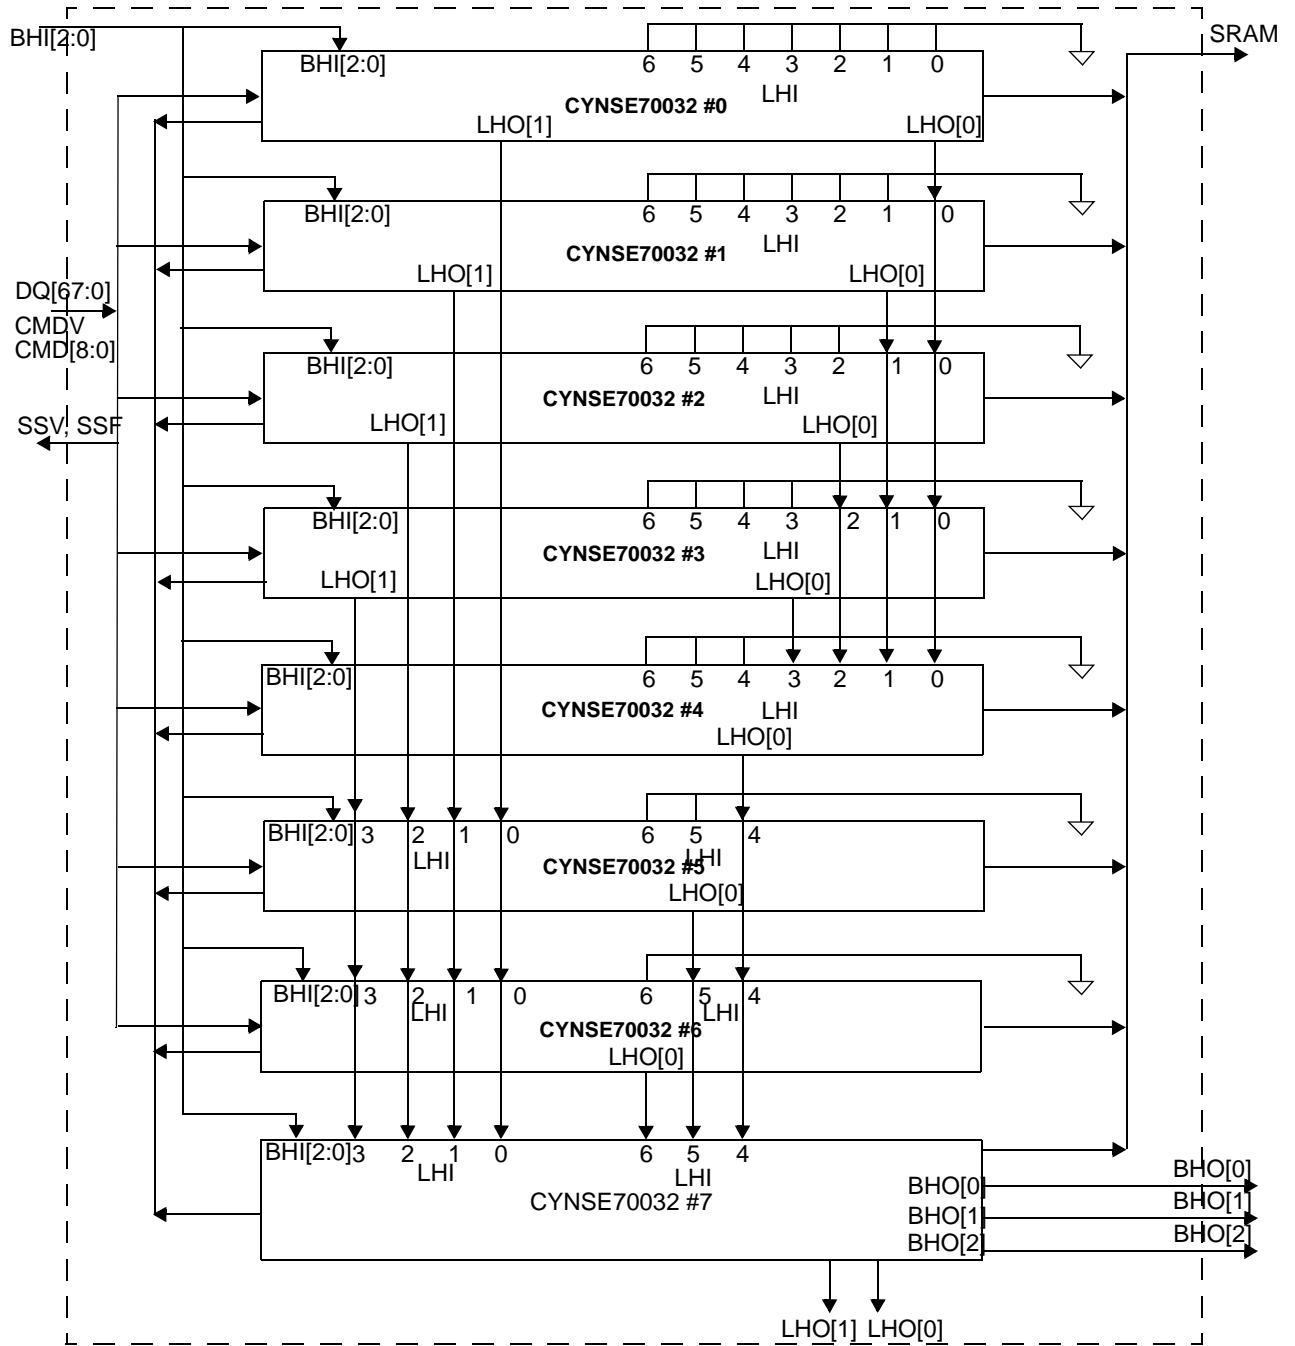 BHI[2:0] SRAM
BHI[2:0] 6 5 4 3 2 1 0
LHI
CYNSE70032 #0
LHO[1] LHO[0]
BHI[2:0] 6 5 4 3 2 1 0
LHI
CYNSE70032 #1
LHO[1] LHO[0]
DQ[67:0]
CMDV
CMD[8:0]
BHI[2:0] 6 5 4 3 2 1 0
LHI
CYNSE70032 #2
LHO[1] LHO[0]
SSV, SSF
BHI[2:0] 6 5 4 3 2 1 0
LHI
CYNSE70032 #3
LHO[1] LHO[0]
BHI[2:0] 6 5 4 3 2 1 0
LHI
CYNSE70032 #4
LHO[0]
BHI[2:0] 3 2 1 0 6 5 4
LHI LHI
CYNSE70032 #5
LHO[0]
BHI[2:0] 3 2 1 0 6 5 4
LHI LHI
CYNSE70032 #6
LHO[0]
BHI[2:0] 3 2 1 0 6 5 4
LHI LHI
CYNSE70032 #7
BHO[0] BHO[0]
BHO[1] BHO[1]
BHO[2] BHO[2]
LHO[1] LHO[0]